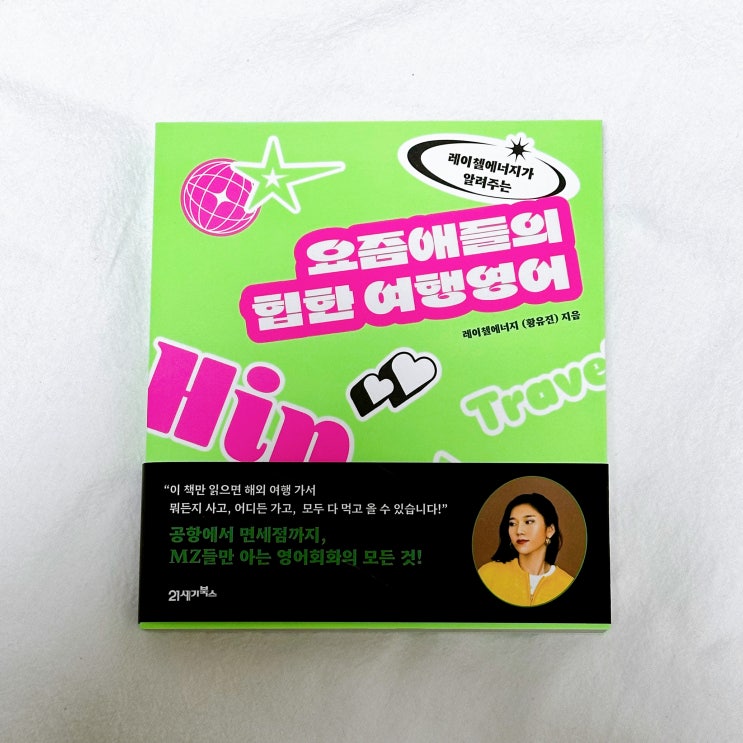 레이첼에너지가
알려주는
요즘애들의
힙한 여행영어
레이첼에너지 (황유진) 지음
Hip
Travel
“이 책만 읽으면 해외 여행 가서
뭐든지 사고, 어디든 가고, 모두 다 먹고 올 수 있습니다!”
공항에서 면세점까지,
MZ들만 아는 영어회화의 모든 것!
21세기북스